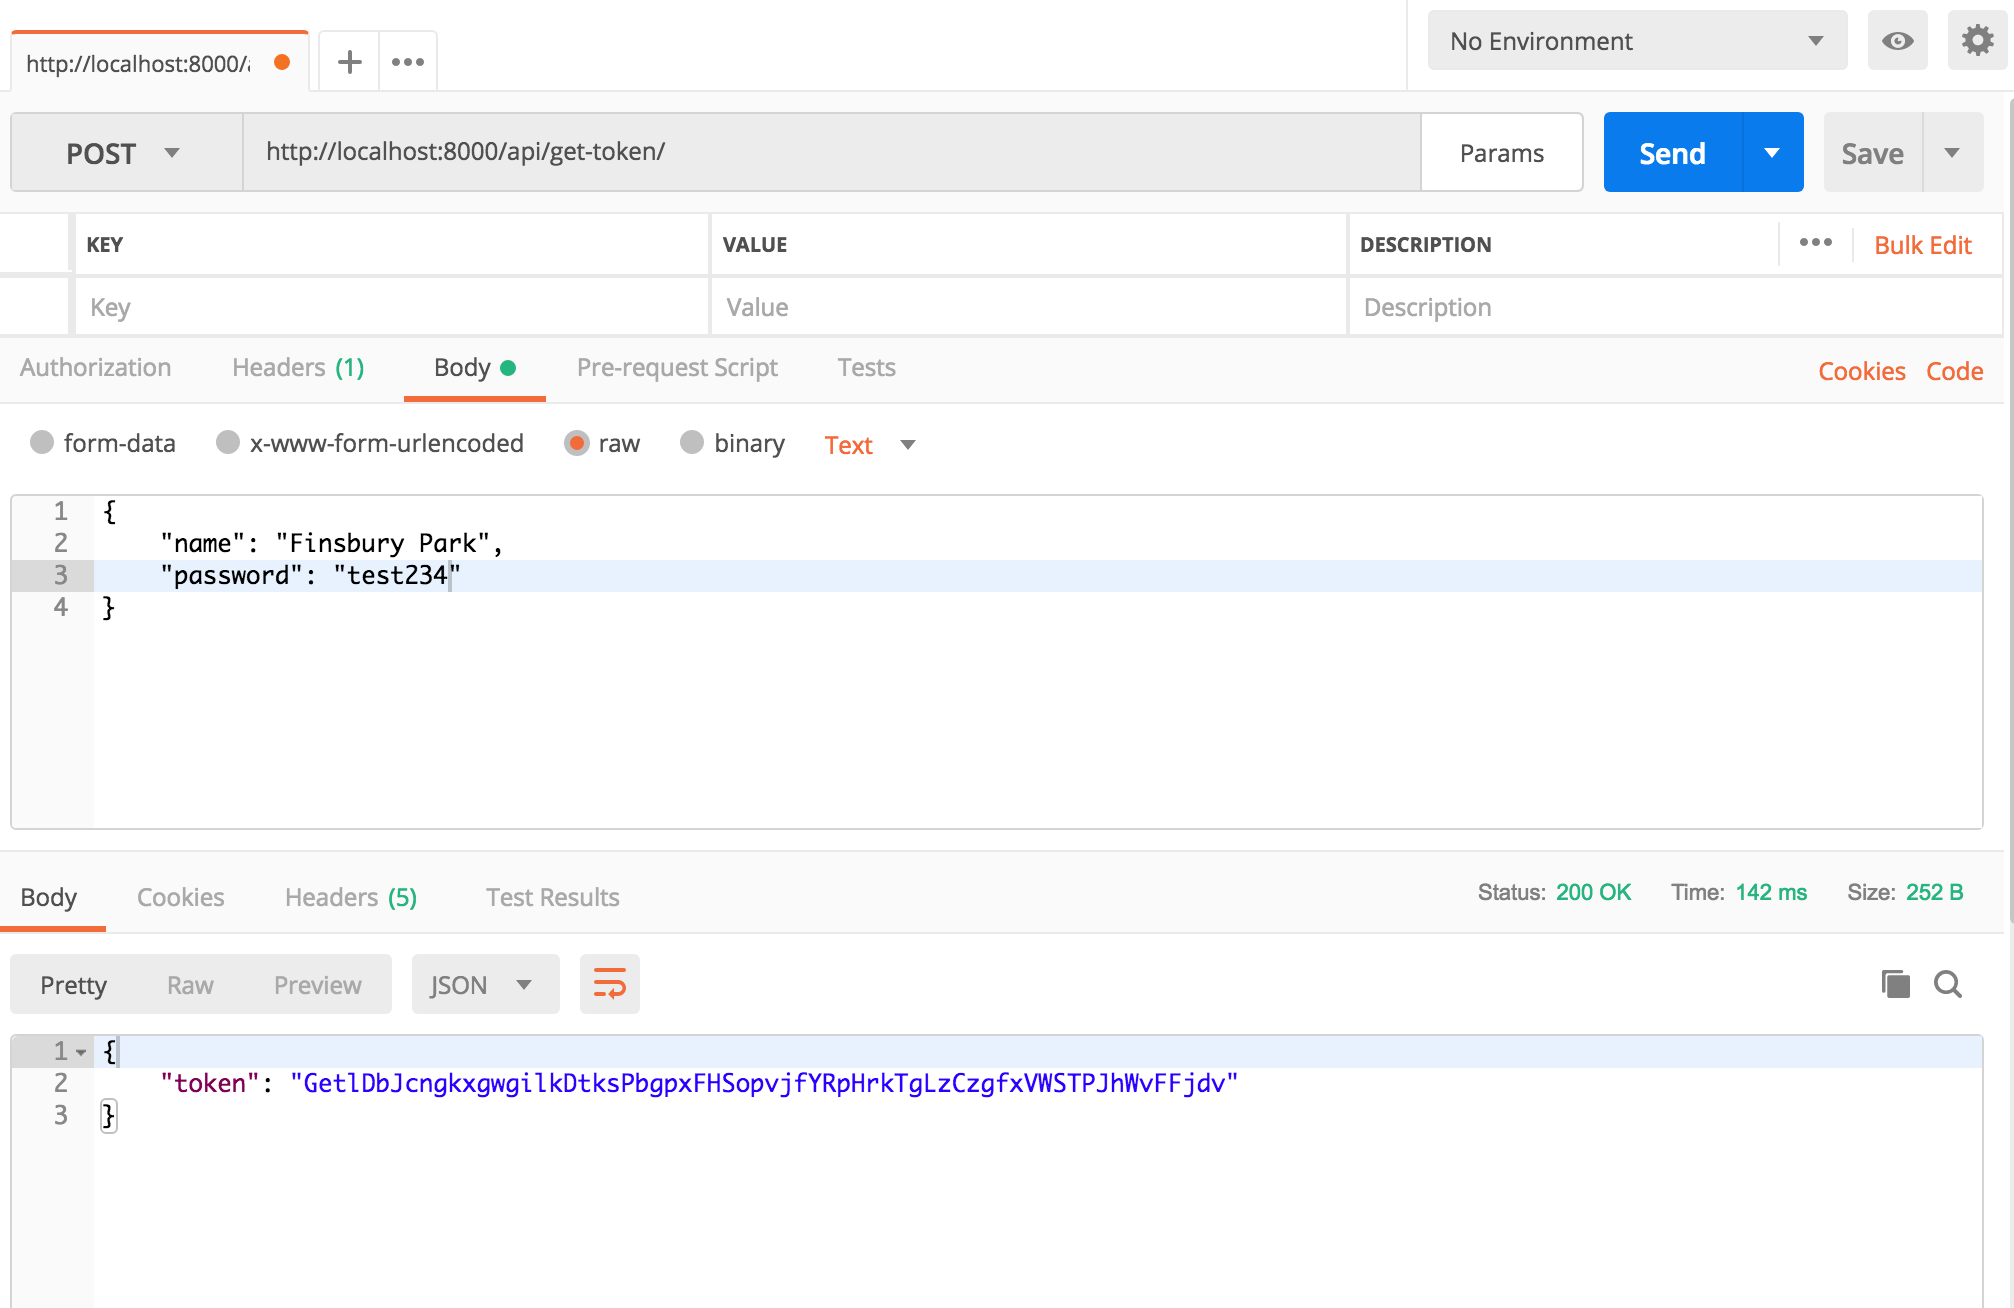 http://localhost:8000/a
No Environment
POST
http://localhost:8000/api/get-token/
Params
Send
Save
KEY VALUE DESCRIPTION Bulk Edit
Key Value Description
Authorization Headers (1) Body Pre-request Script Tests Cookies Code
form-data x-www-form-urlencoded raw binary Text
1 {
2 "name": "Finsbury Park",
3 "password": "test234"
4 }
Body Cookies Headers (5) Test Results Status: 200 OK Time: 142 ms Size: 252 B
Pretty Raw Preview JSON
1 {
2 "token": "GetlDbJcngkxgwgilkDtksPbgpxFHSopvjfYRpHrkTgLzCzgfxVWSTPJhWvFFjdv"
3 }